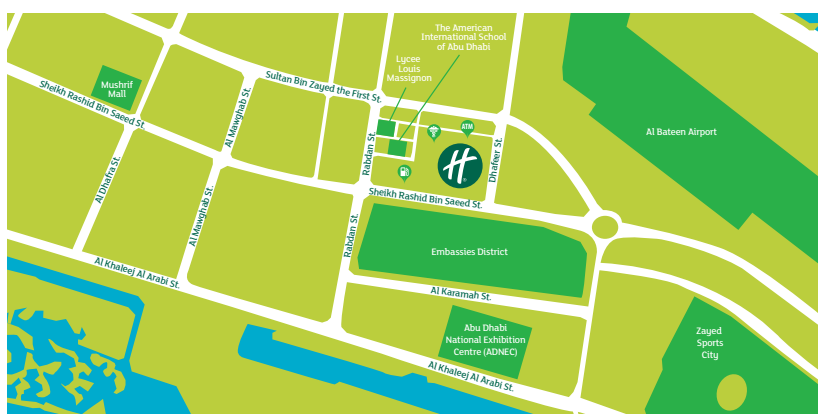 The American
International School
of Abu Dhabi
Lycee
Louis
Massignon
Sultan Bin Zayed the First St.
Mushrif
Mall
Sheikh Rashid Bin Saeed St.
Al Mawghab St.
ATM
Al Bateen Airport
Rabdan St.
Dhafeer St.
H
Al Dhafra St.
Sheikh Rashid Bin Saeed St.
Al Mawghab St.
Rabdan St.
Embassies District
Al Khaleej Al Arabi St.
Al Karamah St.
Abu Dhabi
National Exhibition
Centre (ADNEC)
Zayed
Sports
City
Al Khaleej Al Arabi St.